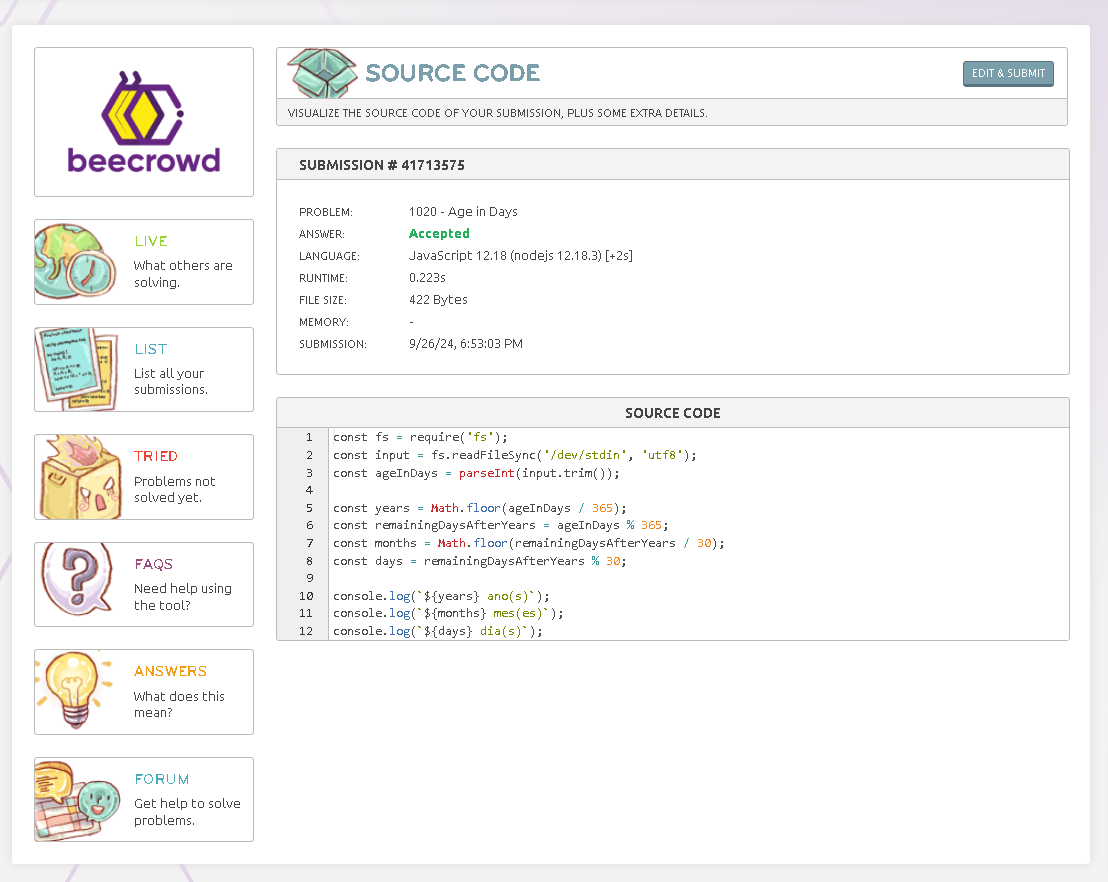 beecrowd
LIVE
What others are
solving.
LIST
List all your
submissions.
TRIED
Problems not
solved yet.
FAQS
Need help using
the tool?
ANSWERS
What does this
mean?
FORUM
Get help to solve
problems.
SOURCE CODE
EDIT & SUBMIT
VISUALIZE THE SOURCE CODE OF YOUR SUBMISSION, PLUS SOME EXTRA DETAILS.
SUBMISSION # 41713575
PROBLEM: 1020 - Age in Days
ANSWER: Accepted
LANGUAGE: JavaScript 12.18 (nodejs 12.18.3) [+2s]
RUNTIME: 0.223s
FILE SIZE: 422 Bytes
MEMORY: -
SUBMISSION: 9/26/24, 6:53:03 PM
SOURCE CODE
1 const fs = require('fs');
2 const input = fs.readFileSync('/dev/stdin', 'utf8');
3 const ageInDays = parseInt(input.trim());
4
5 const years = Math.floor(ageInDays / 365);
6 const remainingDaysAfterYears = ageInDays % 365;
7 const months = Math.floor(remainingDaysAfterYears / 30);
8 const days = remainingDaysAfterYears % 30;
9
10 console.log(`${years} ano(s)`);
11 console.log(`${months} mes(es)`);
12 console.log(`${days} dia(s)`);